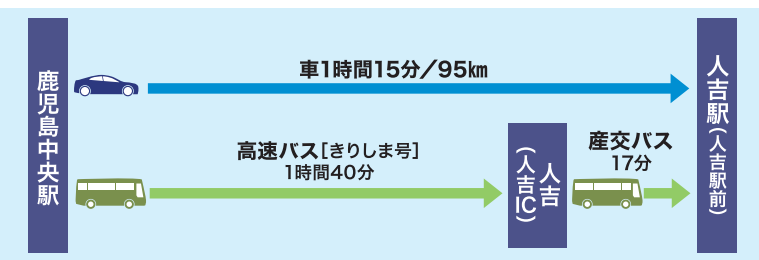 鹿児島中央駅
車1時間15分／95㎞
高速バス［きりしま号］
1時間40分
人吉
（人吉IC）
産交バス
17分
人吉駅（人吉駅前）